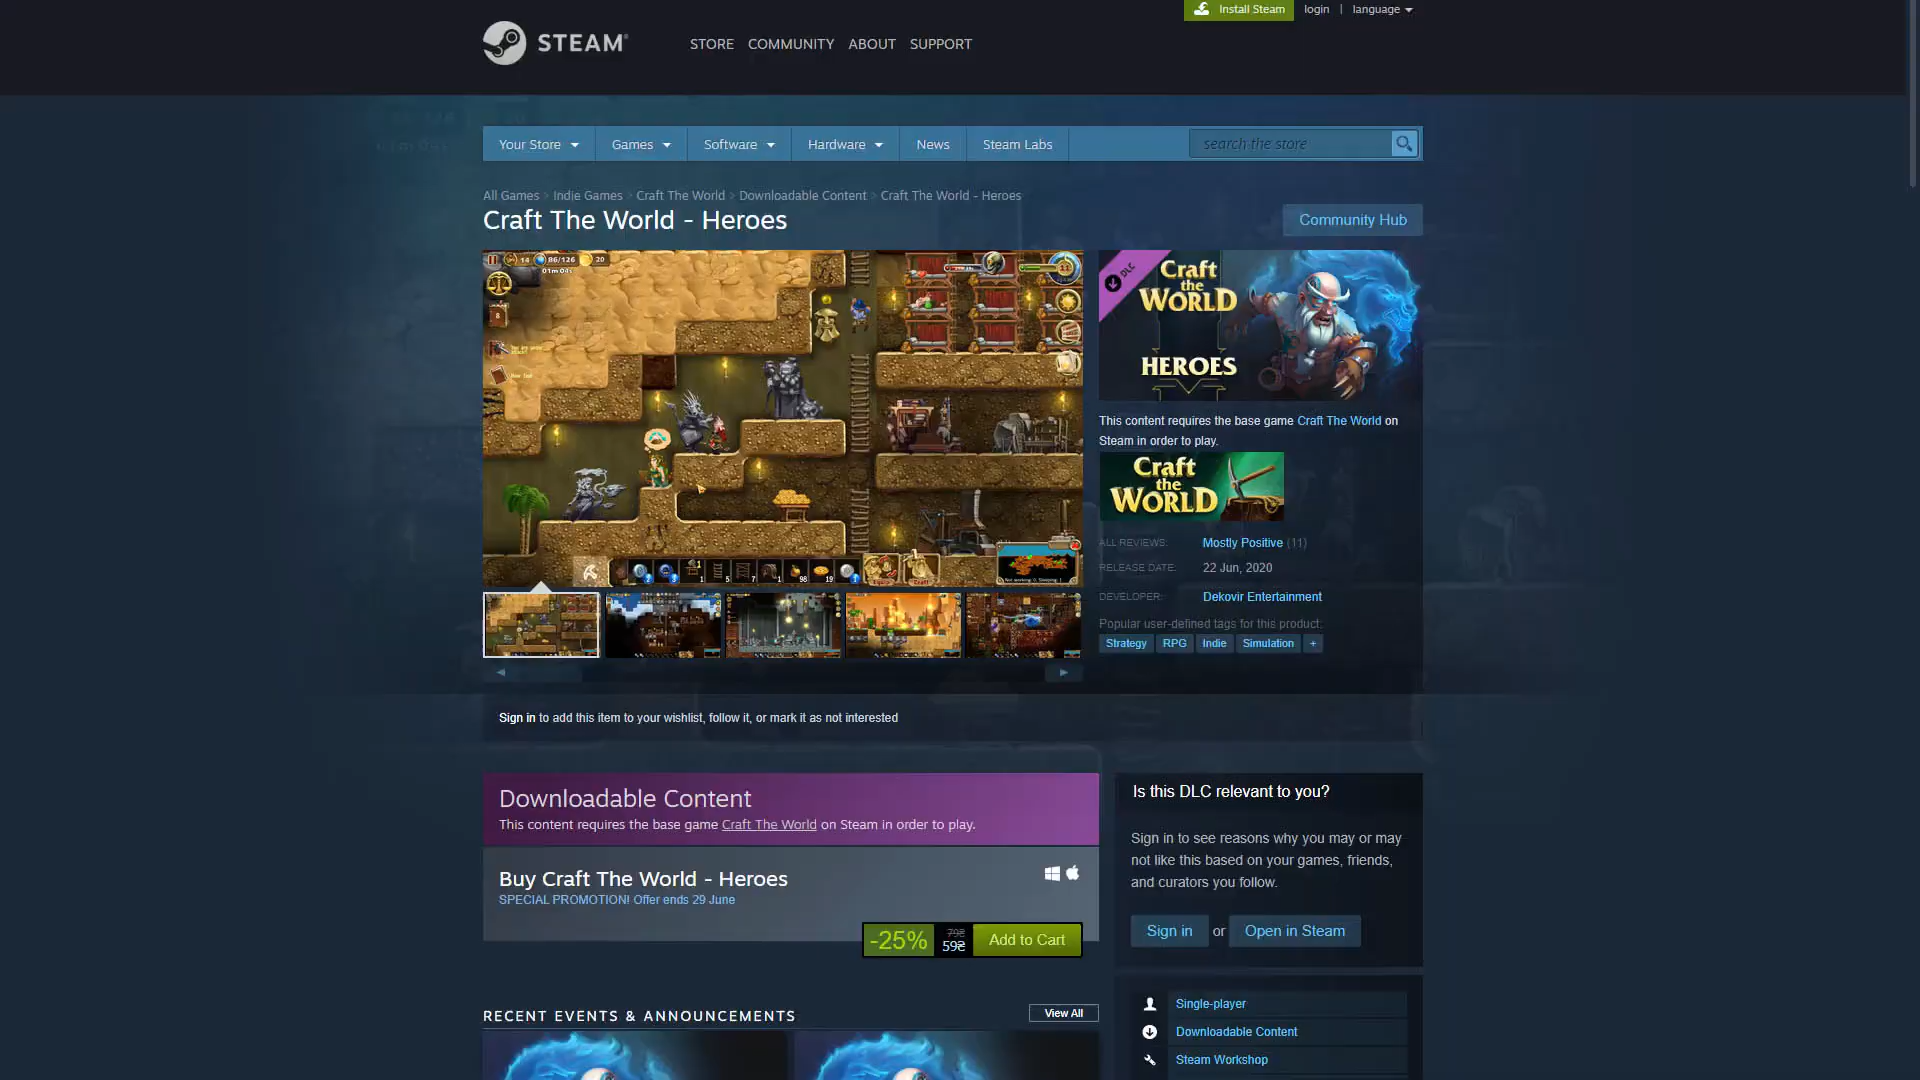 Install Steam
login
language
STEAM
STORE
COMMUNITY
ABOUT
SUPPORT
Your Store
Games
Software
Hardware
News
Steam Labs
search the store
All Games > Indie Games > Craft The World > Downloadable Content > Craft The World - Heroes
Craft The World - Heroes
Community Hub
14
86/126
20
01m 04s
8
Craft
the
WORLD
HEROES
DLC
This content requires the base game Craft The World on
Steam in order to play.
Craft
the
WORLD
ALL REVIEWS:
Mostly Positive (11)
RELEASE DATE:
22 Jun, 2020
DEVELOPER:
Dekovir Entertainment
Popular user-defined tags for this product:
Strategy
RPG
Indie
Simulation
+
Sign in to add this item to your wishlist, follow it, or mark it as not interested
Downloadable Content
This content requires the base game Craft The World on Steam in order to play.
Buy Craft The World - Heroes
SPECIAL PROMOTION! Offer ends 29 June
-25%
79₴
59₴
Add to Cart
Is this DLC relevant to you?
Sign in to see reasons why you may or may
not like this based on your games, friends,
and curators you follow.
Sign in or Open in Steam
RECENT EVENTS & ANNOUNCEMENTS
View All
Single-player
Downloadable Content
Steam Workshop